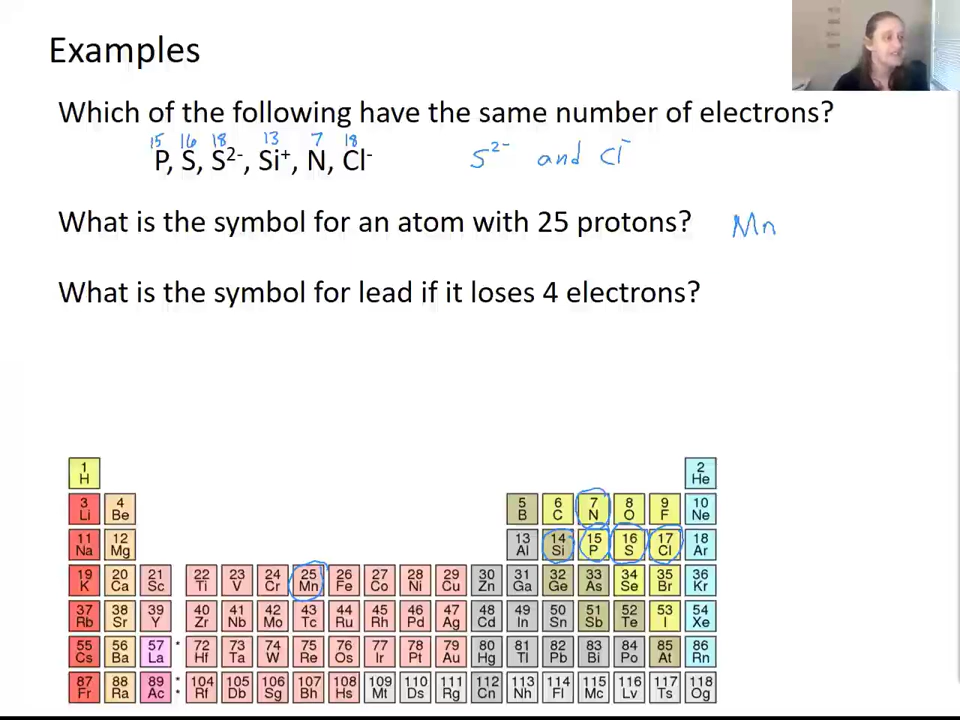 Examples
Which of the following have the same number of electrons?
15 16 18 13 7 18
P, S, S²⁻, Si⁺, N, Cl⁻ S²⁻ and Cl⁻
What is the symbol for an atom with 25 protons? Mn
What is the symbol for lead if it loses 4 electrons?
1 2
H He
3 4 5 6 7 8 9 10
Li Be B C N O F Ne
11 12 13 14 15 16 17 18
Na Mg Al Si P S Cl Ar
19 20 21 22 23 24 25 26 27 28 29 30 31 32 33 34 35 36
K Ca Sc Ti V Cr Mn Fe Co Ni Cu Zn Ga Ge As Se Br Kr
37 38 39 40 41 42 43 44 45 46 47 48 49 50 51 52 53 54
Rb Sr Y Zr Nb Mo Tc Ru Rh Pd Ag Cd In Sn Sb Te I Xe
55 56 57 * 72 73 74 75 76 77 78 79 80 81 82 83 84 85 86
Cs Ba La Hf Ta W Re Os Ir Pt Au Hg Tl Pb Bi Po At Rn
87 88 89 * 104 105 106 107 108 109 110 111 112 113 114 115 116 117 118
Fr Ra Ac * Rf Db Sg Bh Hs Mt Ds Rg Cn Nh Fl Mc Lv Ts Og